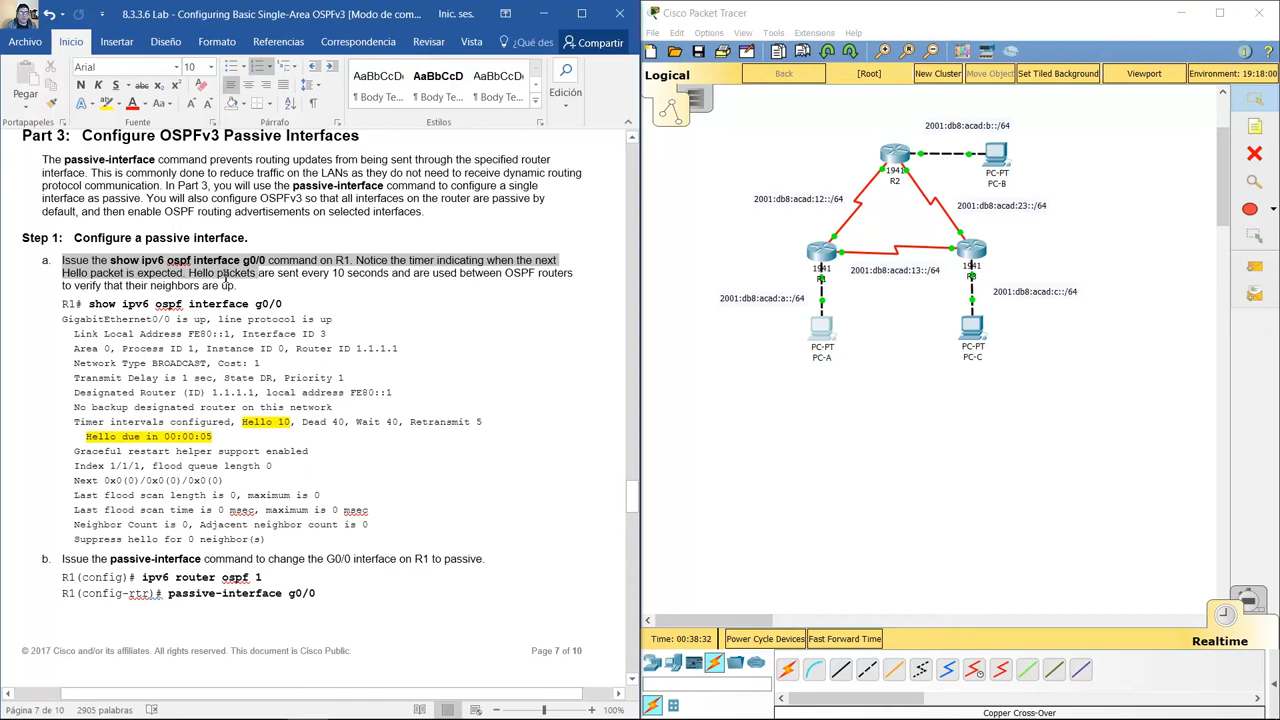 8.3.3.6 Lab - Configuring Basic Single-Area OSPFv3 [Modo de co...
Inic. ses.
Archivo
Inicio
Insertar
Diseño
Formato
Referencias
Correspondencia
Revisar
Vista
¿Qué des
Compartir
Pegar
Arial
10
N K S abc
AaBbCcDc
AaBbCcD
AaBbCcDc
¶ Body Te...
¶ Body Te...
¶ Body Te...
Edición
Portapapeles
Fuente
Párrafo
Estilos
Part 3: Configure OSPFv3 Passive Interfaces
The passive-interface command prevents routing updates from being sent through the specified router
interface. This is commonly done to reduce traffic on the LANs as they do not need to receive dynamic routing
protocol communication. In Part 3, you will use the passive-interface command to configure a single
interface as passive. You will also configure OSPFv3 so that all interfaces on the router are passive by
default, and then enable OSPF routing advertisements on selected interfaces.
Step 1: Configure a passive interface.
a. Issue the show ipv6 ospf interface g0/0 command on R1. Notice the timer indicating when the next
Hello packet is expected. Hello packets are sent every 10 seconds and are used between OSPF routers
to verify that their neighbors are up.
R1# show ipv6 ospf interface g0/0
GigabitEthernet0/0 is up, line protocol is up
Link Local Address FE80::1, Interface ID 3
Area 0, Process ID 1, Instance ID 0, Router ID 1.1.1.1
Network Type BROADCAST, Cost: 1
Transmit Delay is 1 sec, State DR, Priority 1
Designated Router (ID) 1.1.1.1, local address FE80::1
No backup designated router on this network
Timer intervals configured, Hello 10, Dead 40, Wait 40, Retransmit 5
Hello due in 00:00:05
Graceful restart helper support enabled
Index 1/1/1, flood queue length 0
Next 0x0(0)/0x0(0)/0x0(0)
Last flood scan length is 0, maximum is 0
Last flood scan time is 0 msec, maximum is 0 msec
Neighbor Count is 0, Adjacent neighbor count is 0
Suppress hello for 0 neighbor(s)
b. Issue the passive-interface command to change the G0/0 interface on R1 to passive.
R1(config)# ipv6 router ospf 1
R1(config-rtr)# passive-interface g0/0
© 2017 Cisco and/or its affiliates. All rights reserved. This document is Cisco Public.
Page 7 of 10
Página 7 de 10
2905 palabras
100%
Cisco Packet Tracer
File Edit Options View Tools Extensions Help
Logical
Back
[Root]
New Cluster
Move Object
Set Tiled Background
Viewport
Environment: 19:18:00
2001:db8:acad:b::/64
1941
R2
PC-PT
PC-B
2001:db8:acad:12::/64
2001:db8:acad:23::/64
1941
R1
2001:db8:acad:13::/64
1941
R3
2001:db8:acad:a::/64
2001:db8:acad:c::/64
PC-PT
PC-A
PC-PT
PC-C
Time: 00:38:32
Power Cycle Devices
Fast Forward Time
Realtime
Copper Cross-Over